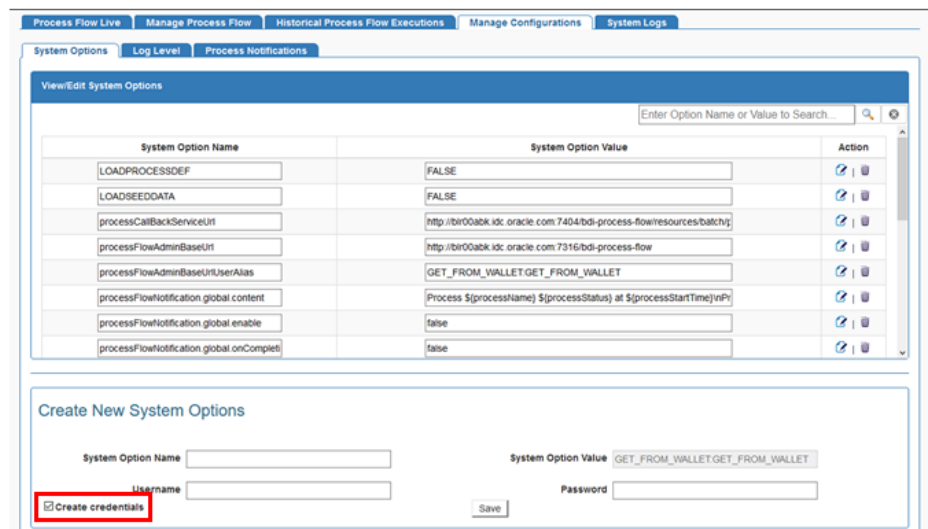 Process Flow Live Manage Process Flow Historical Process Flow Executions Manage Configurations System Logs
System Options Log Level Process Notifications
View/Edit System Options
Enter Option Name or Value to Search...
System Option Name System Option Value Action
LOADPROCESSDEF FALSE |
LOADSEEDDATA FALSE |
processCallBackServiceUrl http://blr00abk.idc.oracle.com:7404/bdi-process-flow/resources/batch/p |
processFlowAdminBaseUrl http://blr00abk.idc.oracle.com:7316/bdi-process-flow |
processFlowAdminBaseUrlUserAlias GET_FROM_WALLET:GET_FROM_WALLET |
processFlowNotification.global.content Process ${processName} ${processStatus} at ${processStartTime}\nPr |
processFlowNotification.global.enable false |
processFlowNotification.global.onCompleti false |
Create New System Options
System Option Name System Option Value GET_FROM_WALLET:GET_FROM_WALLET
Username Password
Create credentials Save